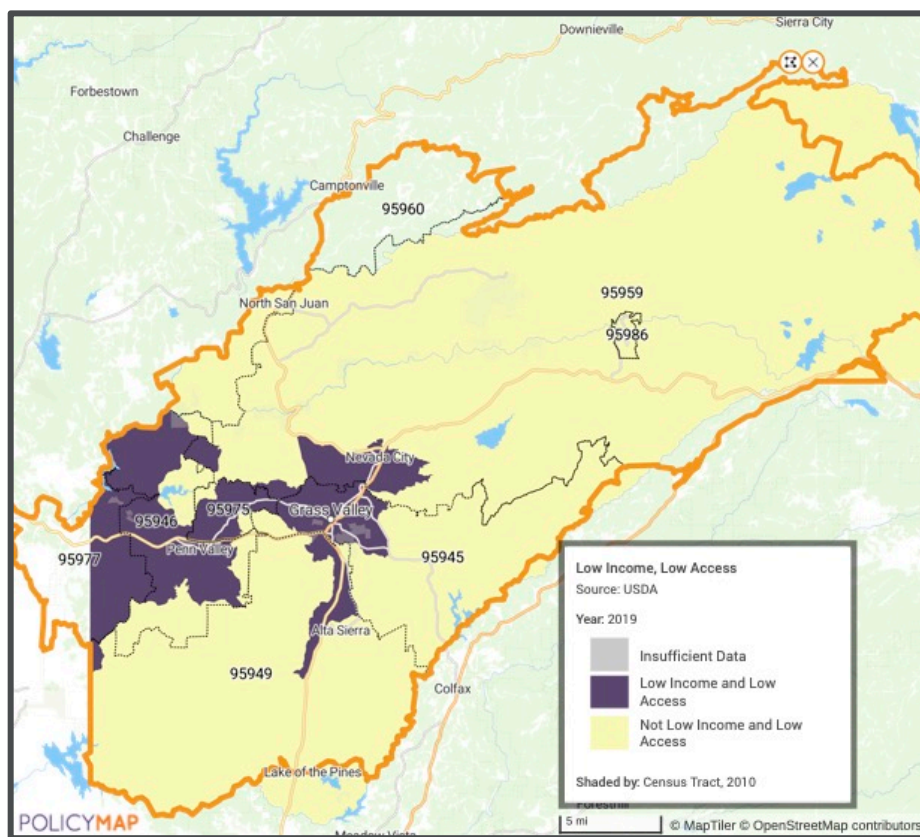 Sierra City
Downieville
Forbestown
Challenge
Camptonville
95960
North San Juan
95959
95986
Nevada City
95975
Grass Valley
95946
Penn Valley
95977
95945
Alta Sierra
95949
Colfax
Lake of the Pines
Low Income, Low Access
Source: USDA
Year: 2019
Insufficient Data
Low Income and Low
Access
Not Low Income and Low
Access
Shaded by: Census Tract, 2010
Foresthill
5 mi
POLICYMAP
Meadow Vista
© MapTiler © OpenStreetMap contributors